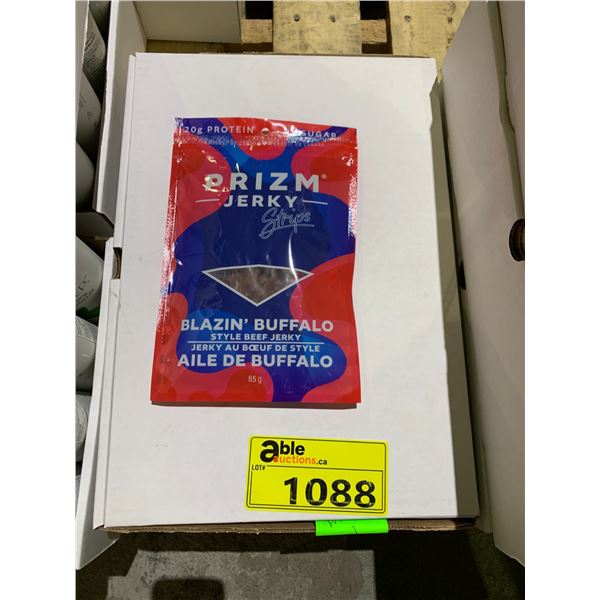 20g PROTEIN SUGAR
PRIZM®
JERKY
Strips
BLAZIN' BUFFALO
STYLE BEEF JERKY
JERKY AU BŒUF DE STYLE
AILE DE BUFFALO
65 g
able
auctions.ca
LOT#
1088